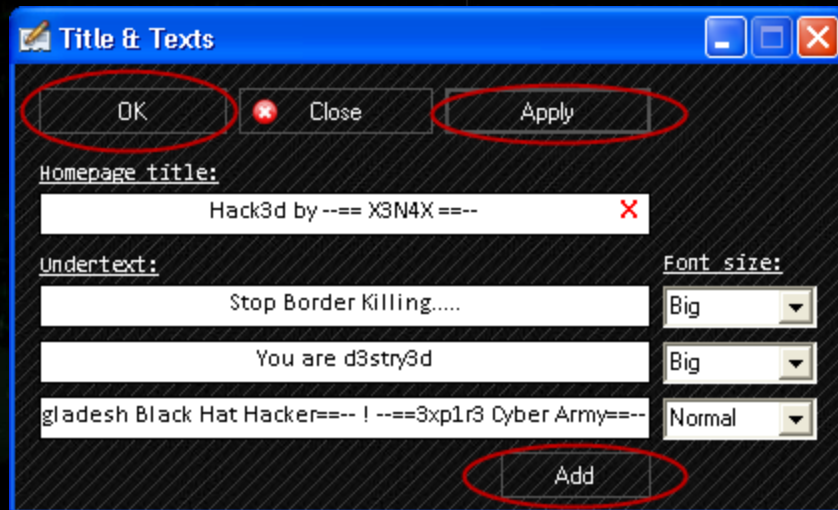 Title & Texts
OK Close Apply
Homepage title:
Hack3d by --== X3N4X ==-- X
Undertext: Font size:
Stop Border Killing..... Big
You are d3stry3d Big
gladesh Black Hat Hacker==-- ! --==3xp1r3 Cyber Army==-- Normal
Add